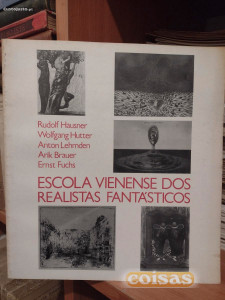 Rudolf Hausner
Wolfgang Hutter
Anton Lehmden
Arik Brauer
Ernst Fuchs
ESCOLA VIENENSE DOS
REALISTAS FANTÁSTICOS
coisas